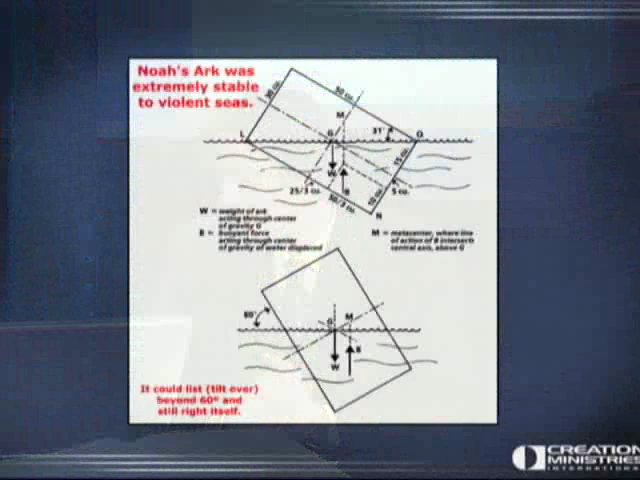 Noah's Ark was
extremely stable
to violent seas.
30 cu.
50 cu.
M
L
G
31°
O
W
B
15 cu.
10 cu.
5 cu.
25/3 cu.
50/3 cu.
N
W = weight of ark
acting through center
of gravity G
B = buoyant force
acting through center
of gravity of water displaced
M = metacenter, where line
of action of B intersects
central axis, above G
60°
G
M
B
W
It could list (tilt over)
beyond 60° and
still right itself.
CREATION
MINISTRIES
INTERNATIONAL